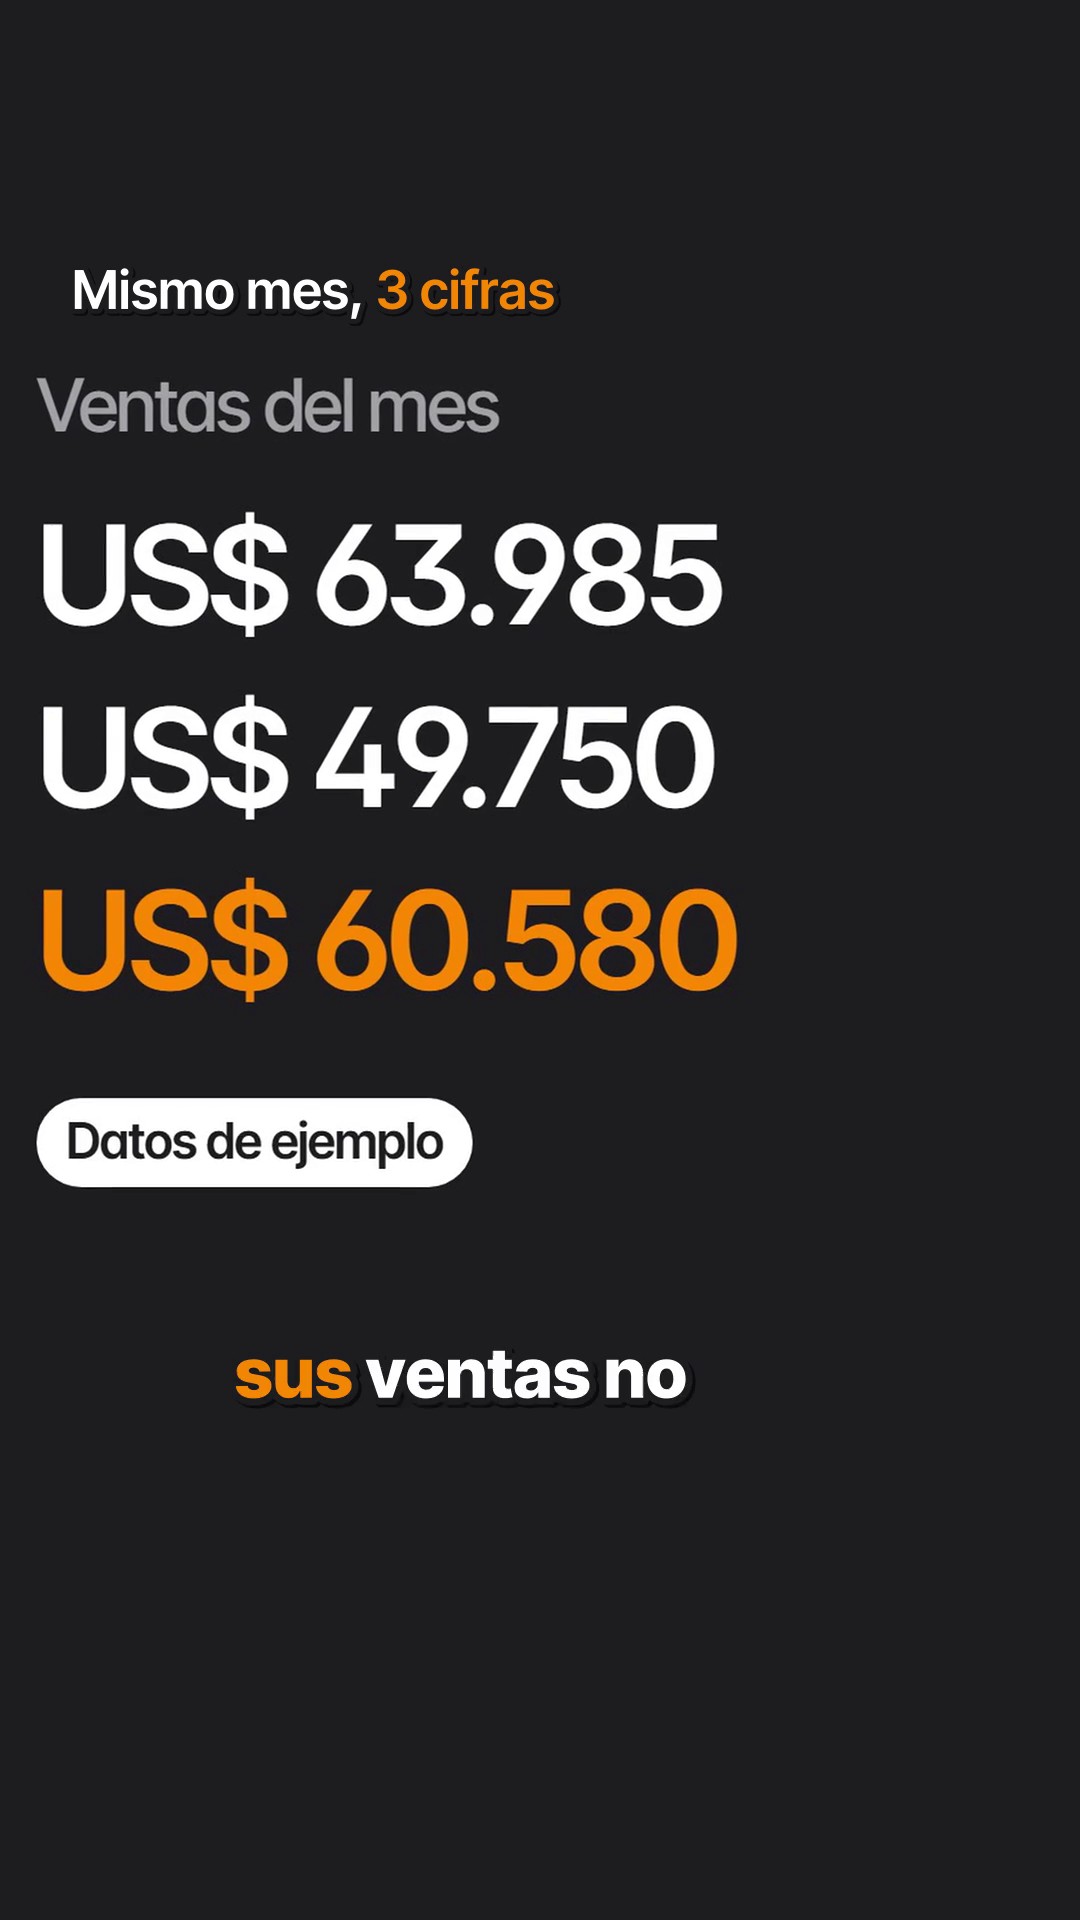 Mismo mes, 3 cifras
Ventas del mes
US$ 63.985
US$ 49.750
US$ 60.580
Datos de ejemplo
sus ventas no